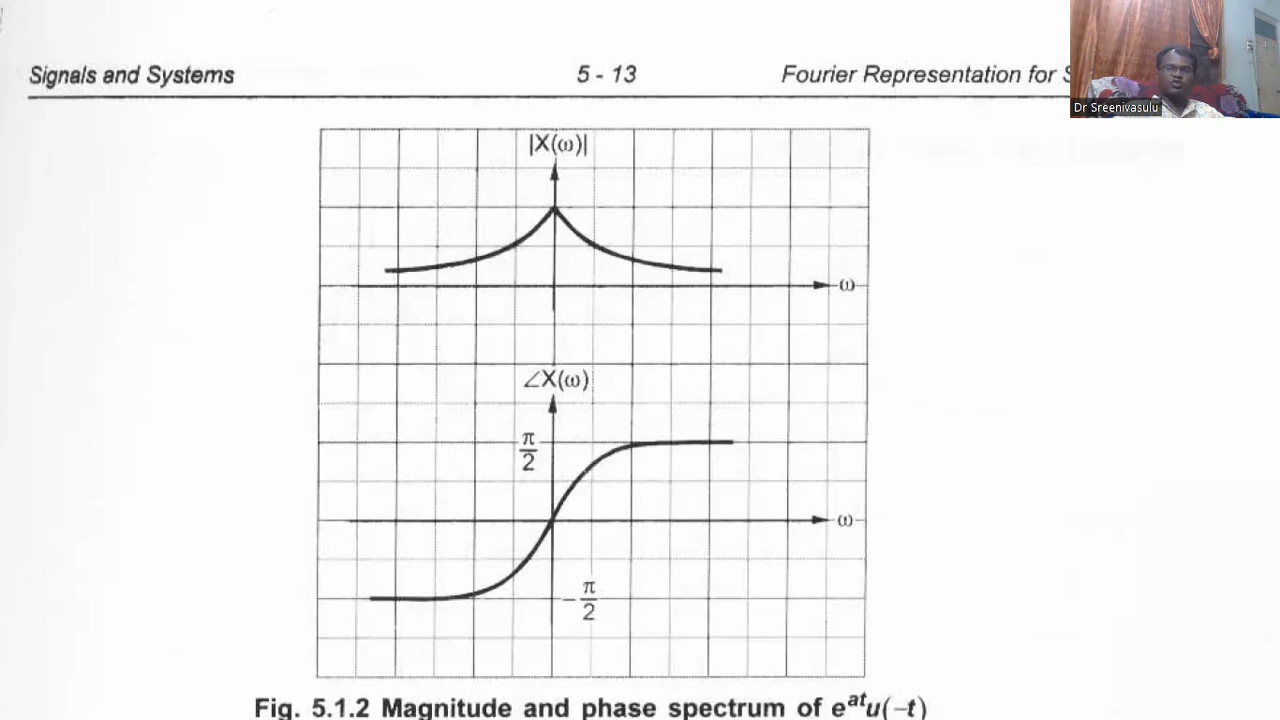 Signals and Systems 5 - 13 Fourier Representation for S
Dr Sreenivasulu
|X(ω)|
ω
∠X(ω)
π/2
ω
-π/2
Fig. 5.1.2 Magnitude and phase spectrum of e^{at}u(–t)